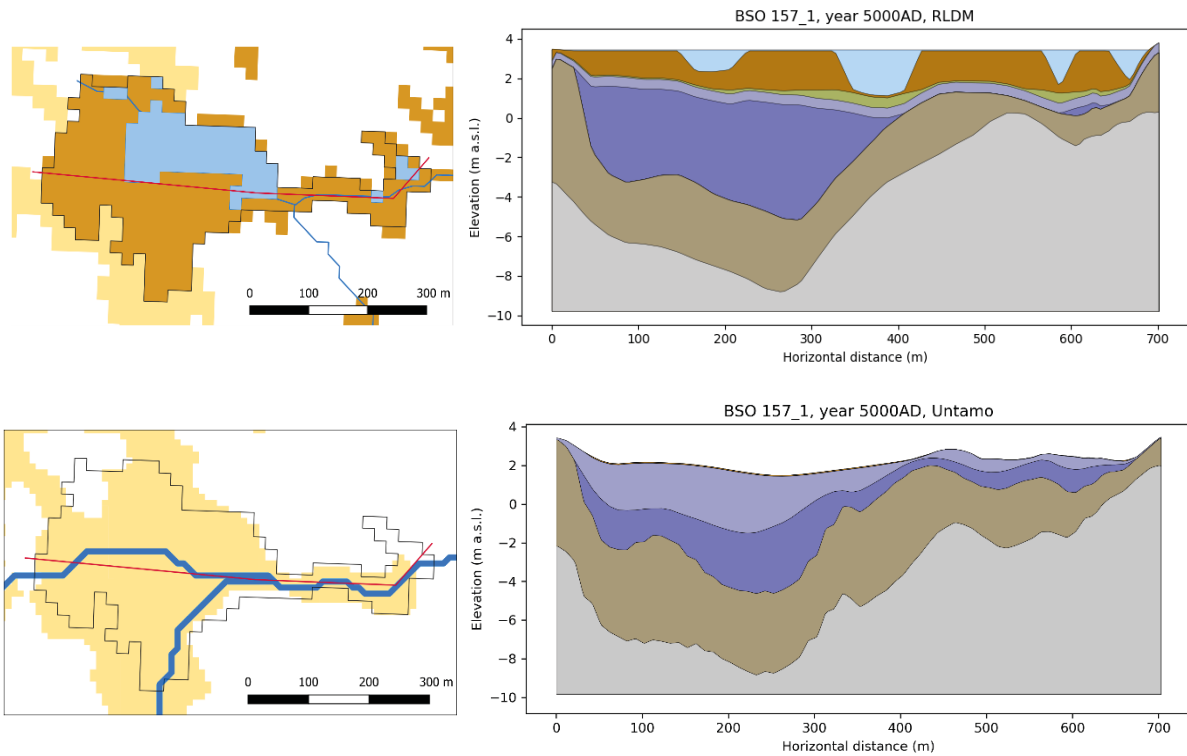 BSO 157_1, year 5000AD, RLDM
0 100 200 300 m
Elevation (m a.s.l.)
4
2
0
−2
−4
−6
−8
−10
0 100 200 300 400 500 600 700
Horizontal distance (m)
BSO 157_1, year 5000AD, Untamo
0 100 200 300 m
Elevation (m a.s.l.)
4
2
0
−2
−4
−6
−8
−10
0 100 200 300 400 500 600 700
Horizontal distance (m)